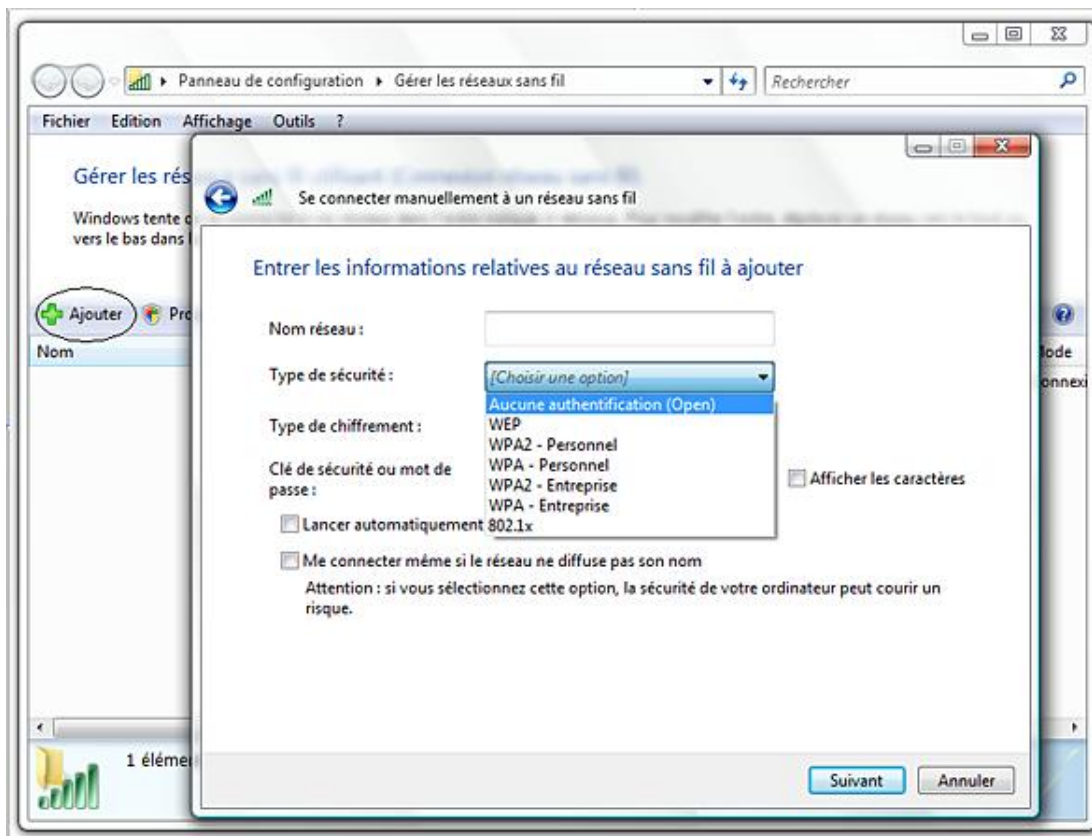 Panneau de configuration Gérer les réseaux sans fil
Rechercher
Fichier Edition Affichage Outils ?
Gérer les rés
Windows tente
vers le bas dans
Se connecter manuellement à un réseau sans fil
Entrer les informations relatives au réseau sans fil à ajouter
Ajouter Pro
Nom
Nom réseau :
Type de sécurité :
[Choisir une option]
Aucune authentification (Open)
WEP
WPA2 - Personnel
WPA - Personnel
WPA2 - Entreprise
WPA - Entreprise
802.1x
Type de chiffrement :
Clé de sécurité ou mot de
passe :
Afficher les caractères
Lancer automatiquement
Me connecter même si le réseau ne diffuse pas son nom
Attention : si vous sélectionnez cette option, la sécurité de votre ordinateur peut courir un
risque.
1 élémе
Suivant Annuler